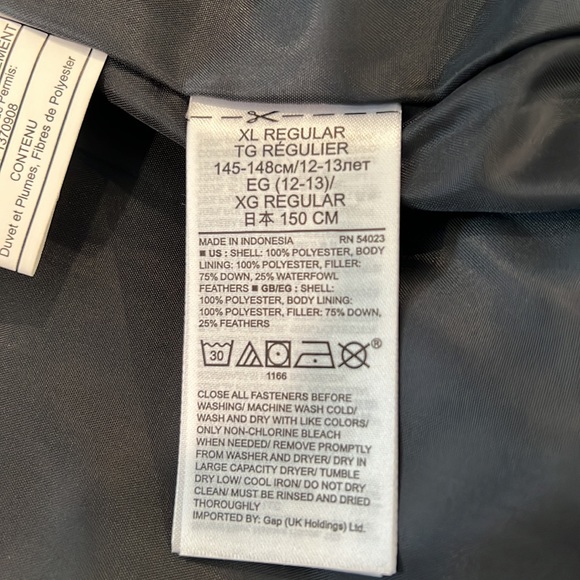 EMENT
Permis:
1370908
CONTENU
Duvet et Plumes, Fibres de Polyester
XL REGULAR
TG RÉGULIER
145-148см/12-13лет
EG (12-13)/
XG REGULAR
日本 150 CM
MADE IN INDONESIA RN 54023
■ US : SHELL: 100% POLYESTER, BODY
LINING: 100% POLYESTER, FILLER:
75% DOWN, 25% WATERFOWL
FEATHERS ■ GB/EG : SHELL:
100% POLYESTER, BODY LINING:
100% POLYESTER, FILLER: 75% DOWN,
25% FEATHERS
30
®
1166
CLOSE ALL FASTENERS BEFORE
WASHING/ MACHINE WASH COLD/
WASH AND DRY WITH LIKE COLORS/
ONLY NON-CHLORINE BLEACH
WHEN NEEDED/ REMOVE PROMPTLY
FROM WASHER AND DRYER/ DRY IN
LARGE CAPACITY DRYER/ TUMBLE
DRY LOW/ COOL IRON/ DO NOT DRY
CLEAN/ MUST BE RINSED AND DRIED
THOROUGHLY
IMPORTED BY: Gap (UK Holdings) Ltd.